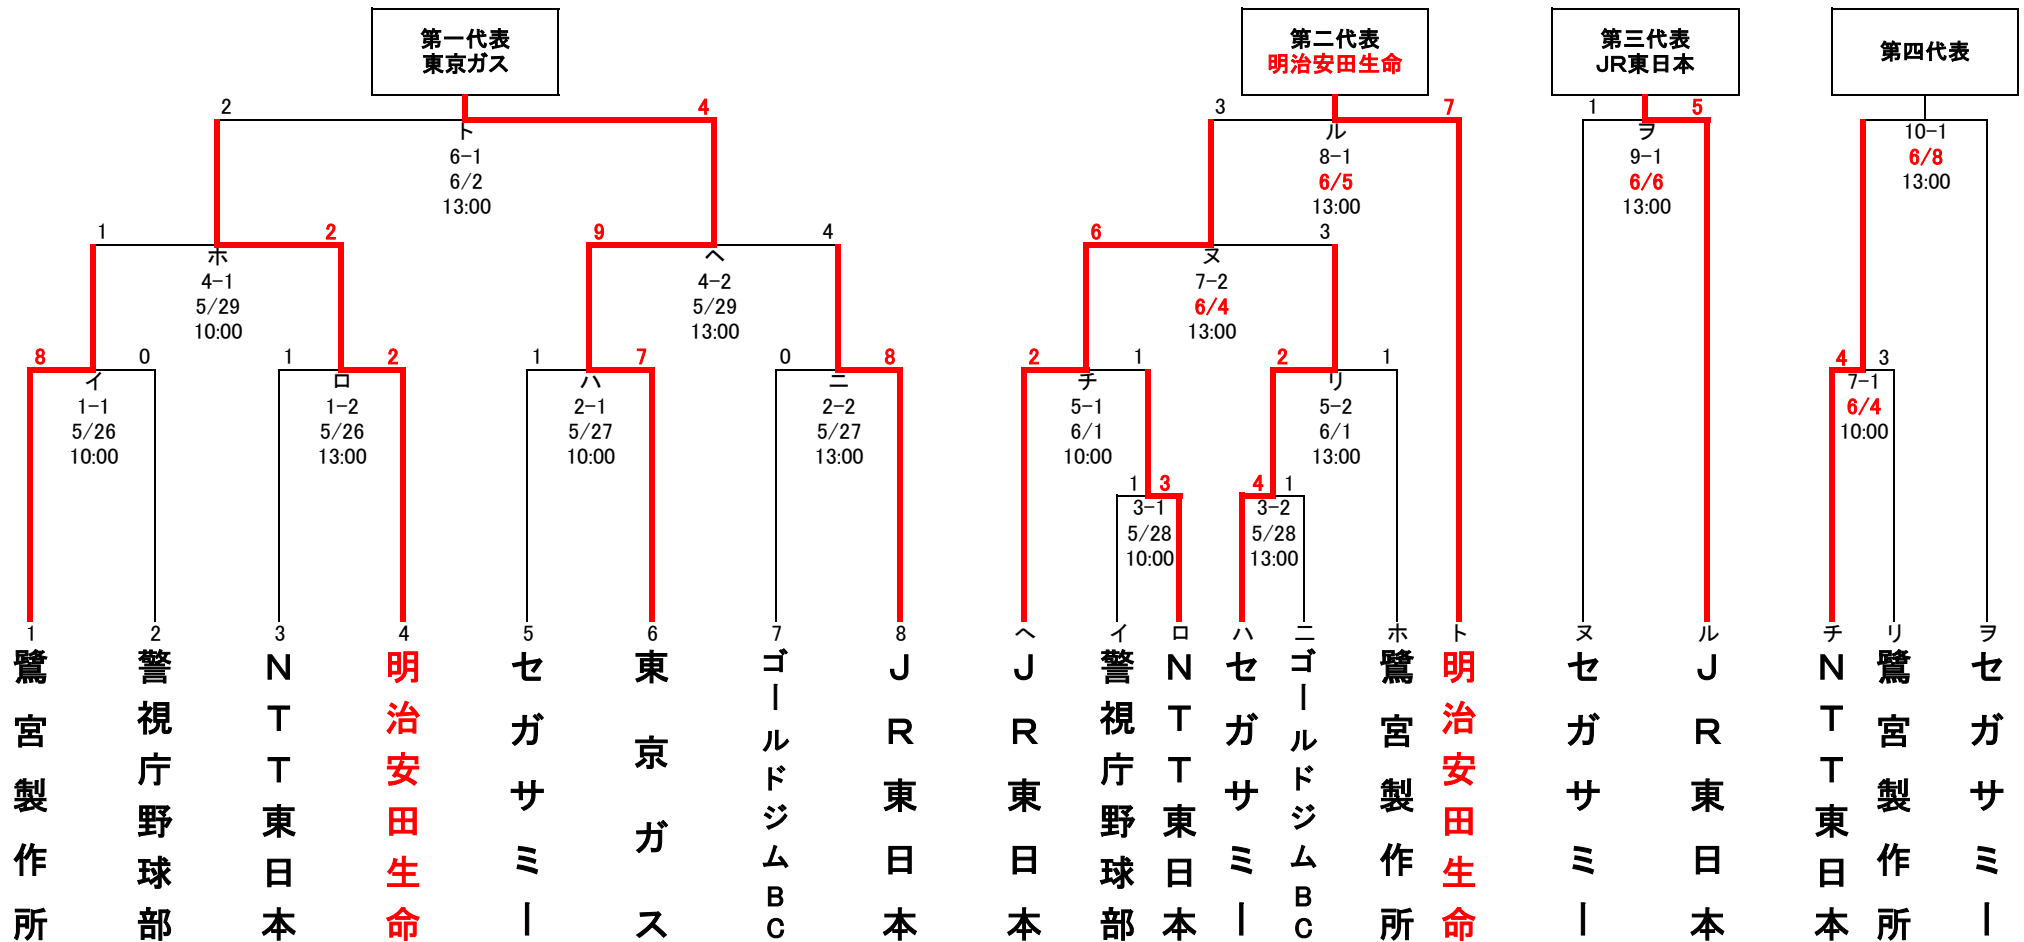 第一代表
東京ガス
第二代表
明治安田生命
第三代表
JR東日本
第四代表
2
4
ト
6-1
6/2
13:00
3
7
ル
8-1
6/5
13:00
1
5
ヲ
9-1
6/6
13:00
10-1
6/8
13:00
1
2
ホ
4-1
5/29
10:00
9
4
ヘ
4-2
5/29
13:00
6
3
ヌ
7-2
6/4
13:00
8
0
イ
1-1
5/26
10:00
1
2
ロ
1-2
5/26
13:00
1
7
ハ
2-1
5/27
10:00
0
8
ニ
2-2
5/27
13:00
2
1
チ
5-1
6/1
10:00
2
1
リ
5-2
6/1
13:00
4
3
7-1
6/4
10:00
1
3
3-1
5/28
10:00
4
1
3-2
5/28
13:00
1
鷺宮製作所
2
警視庁野球部
3
NTT東日本
4
明治安田生命
5
セガサミー
6
東京ガス
7
ゴールドジムBC
8
JR東日本
ヘ
JR東日本
イ
警視庁野球部
ロ
NTT東日本
ハ
セガサミー
ニ
ゴールドジムBC
ホ
鷺宮製作所
ト
明治安田生命
ヌ
セガサミー
ル
JR東日本
チ
NTT東日本
リ
鷺宮製作所
ヲ
セガサミー